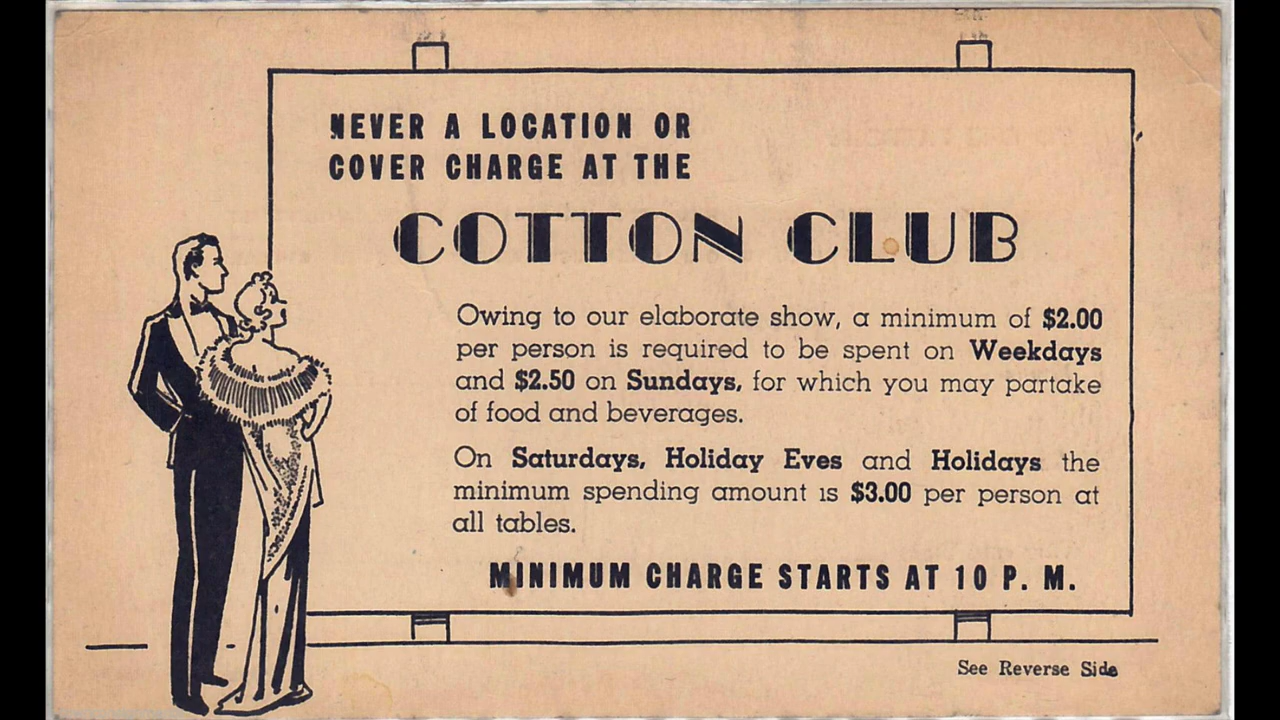 NEVER A LOCATION OR
COVER CHARGE AT THE
COTTON CLUB
Owing to our elaborate show, a minimum of $2.00
per person is required to be spent on Weekdays
and $2.50 on Sundays, for which you may partake
of food and beverages.
On Saturdays, Holiday Eves and Holidays the
minimum spending amount is $3.00 per person at
all tables.
MINIMUM CHARGE STARTS AT 10 P. M.
See Reverse Side